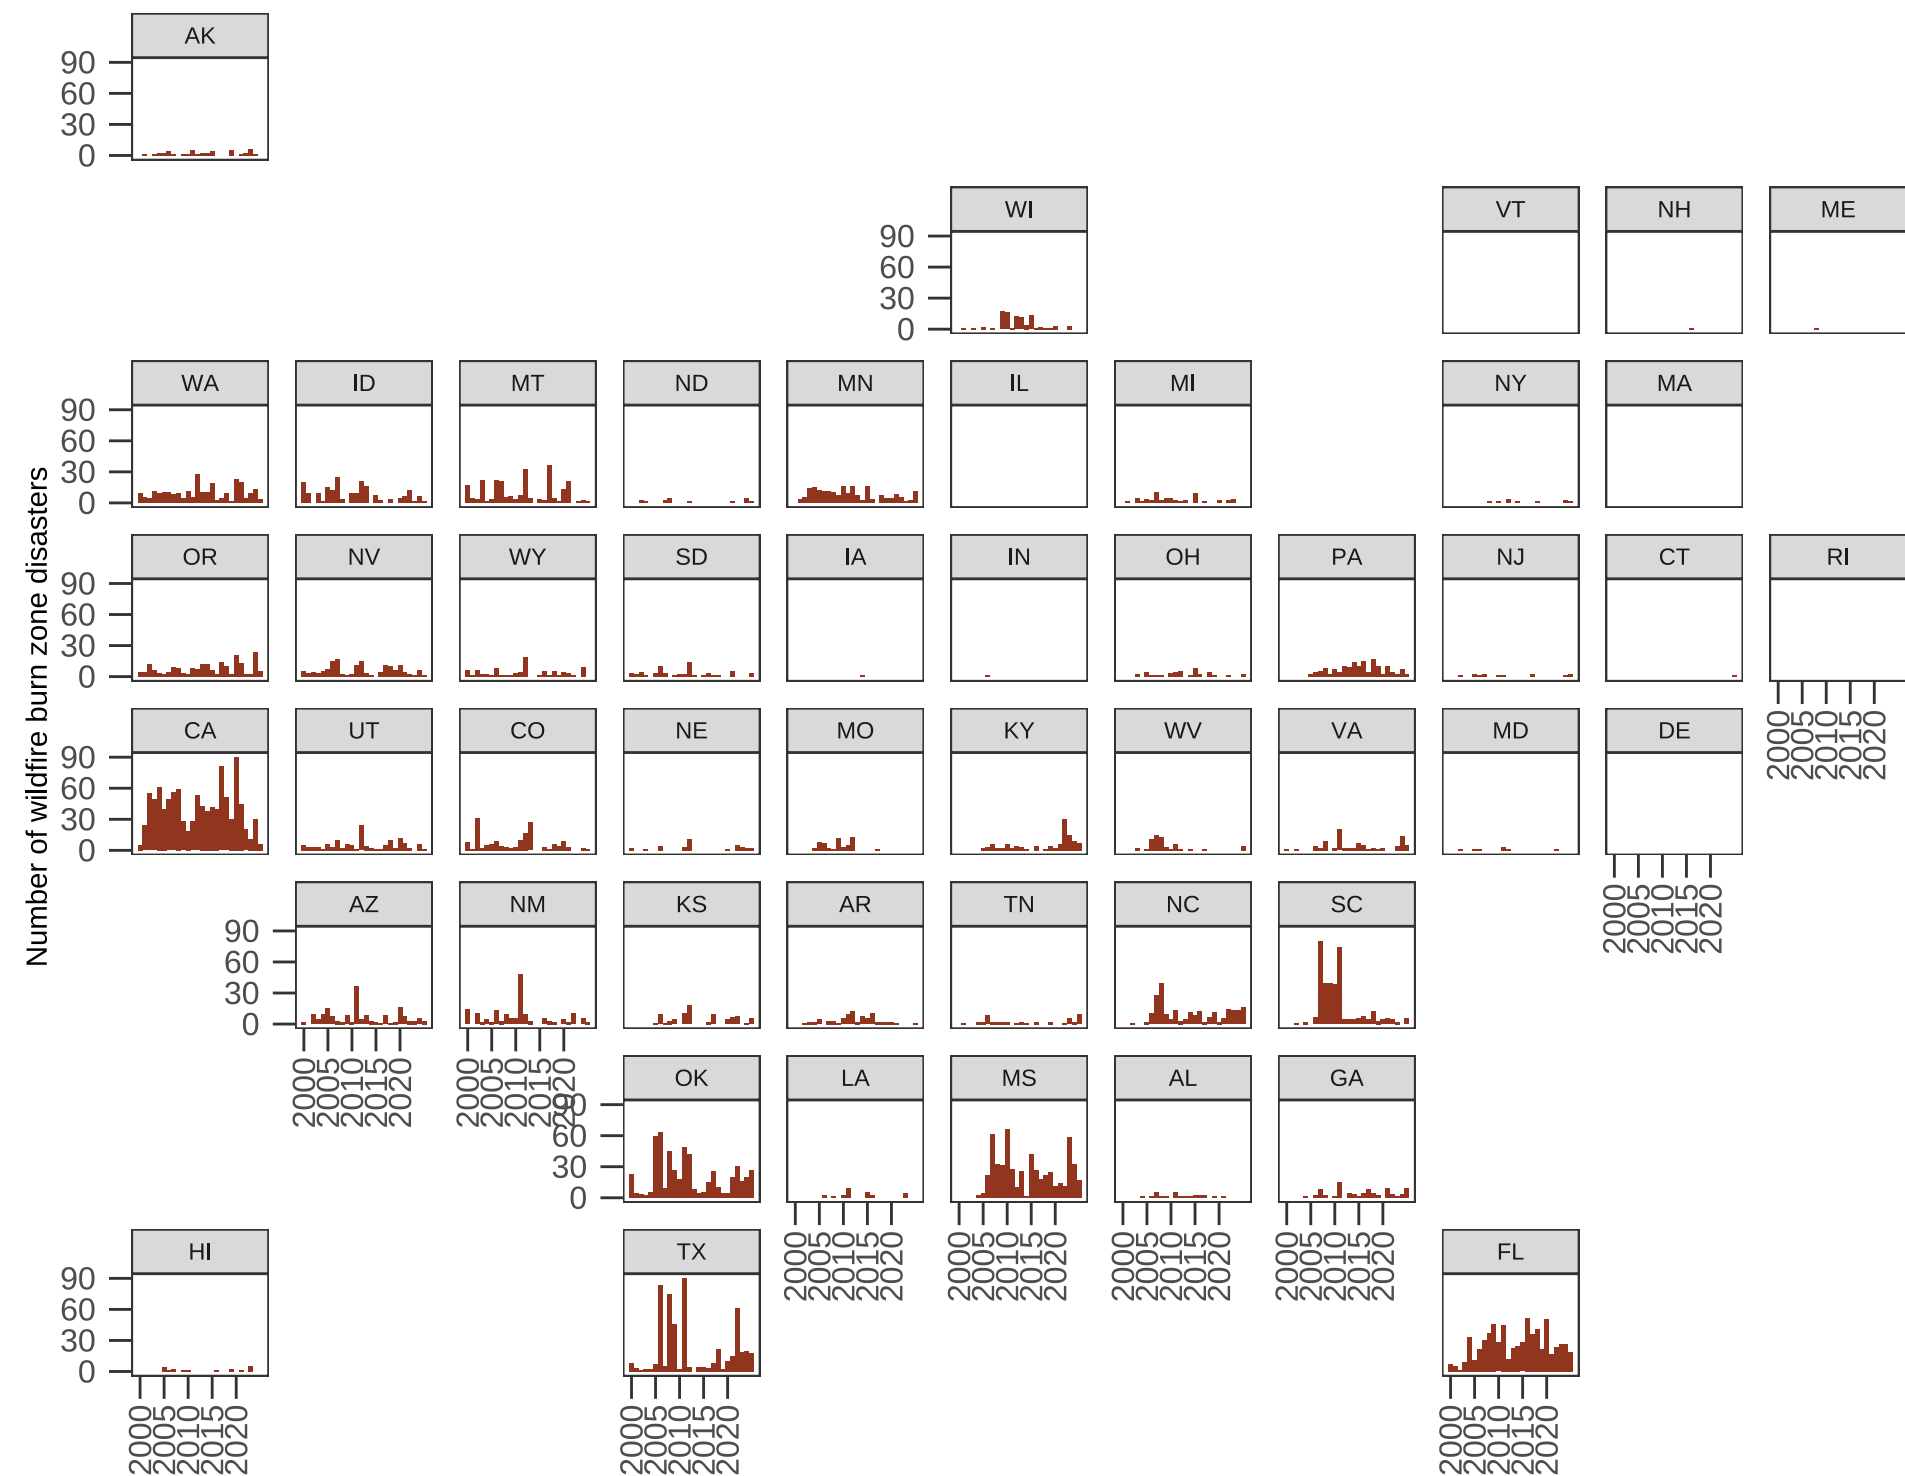 AK
90
60
30
0
WI
VT
NH
ME
90
60
30
0
WA
ID
MT
ND
MN
IL
MI
NY
MA
90
60
30
0
Number of wildfire burn zone disasters
OR
NV
WY
SD
IA
IN
OH
PA
NJ
CT
RI
90
60
30
0
2000
2005
2010
2015
2020
CA
UT
CO
NE
MO
KY
WV
VA
MD
DE
90
60
30
0
2000
2005
2010
2015
2020
AZ
NM
KS
AR
TN
NC
SC
90
60
30
0
2000
2005
2010
2015
2020
2000
2005
2010
2015
2020
OK
LA
MS
AL
GA
90
60
30
0
2000
2005
2010
2015
2020
2000
2005
2010
2015
2020
2000
2005
2010
2015
2020
2000
2005
2010
2015
2020
HI
TX
FL
90
60
30
0
2000
2005
2010
2015
2020
2000
2005
2010
2015
2020
2000
2005
2010
2015
2020